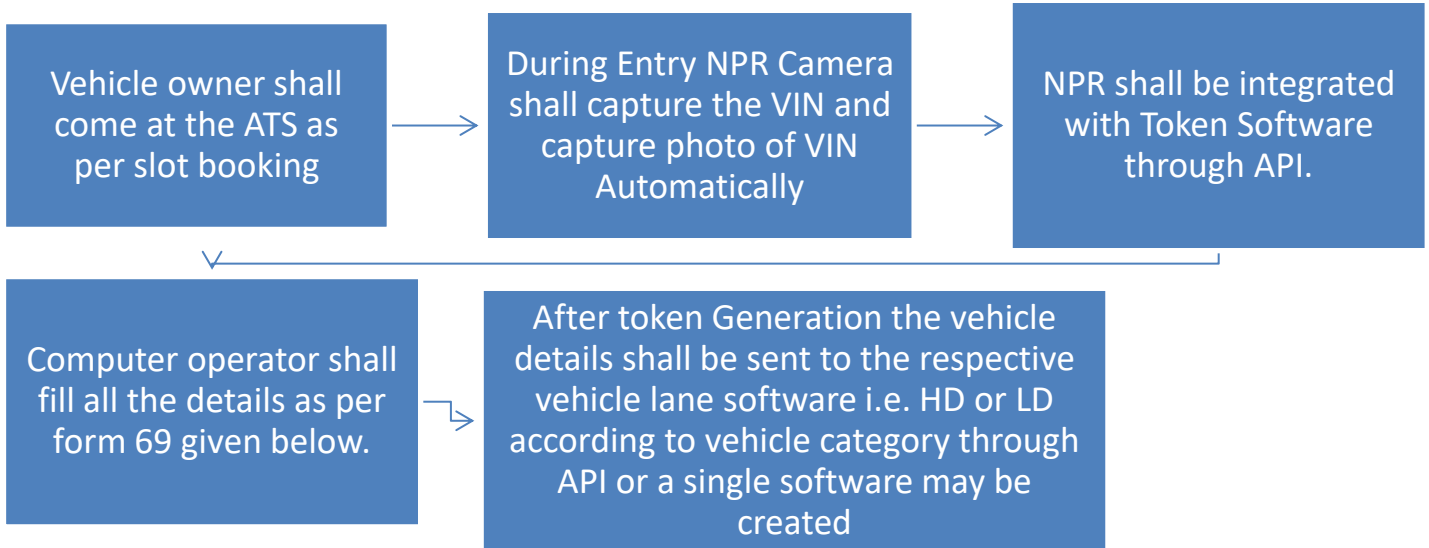 Vehicle owner shall
come at the ATS as
per slot booking
During Entry NPR Camera
shall capture the VIN and
capture photo of VIN
Automatically
NPR shall be integrated
with Token Software
through API.
Computer operator shall
fill all the details as per
form 69 given below.
After token Generation the vehicle
details shall be sent to the respective
vehicle lane software i.e. HD or LD
according to vehicle category through
API or a single software may be
created